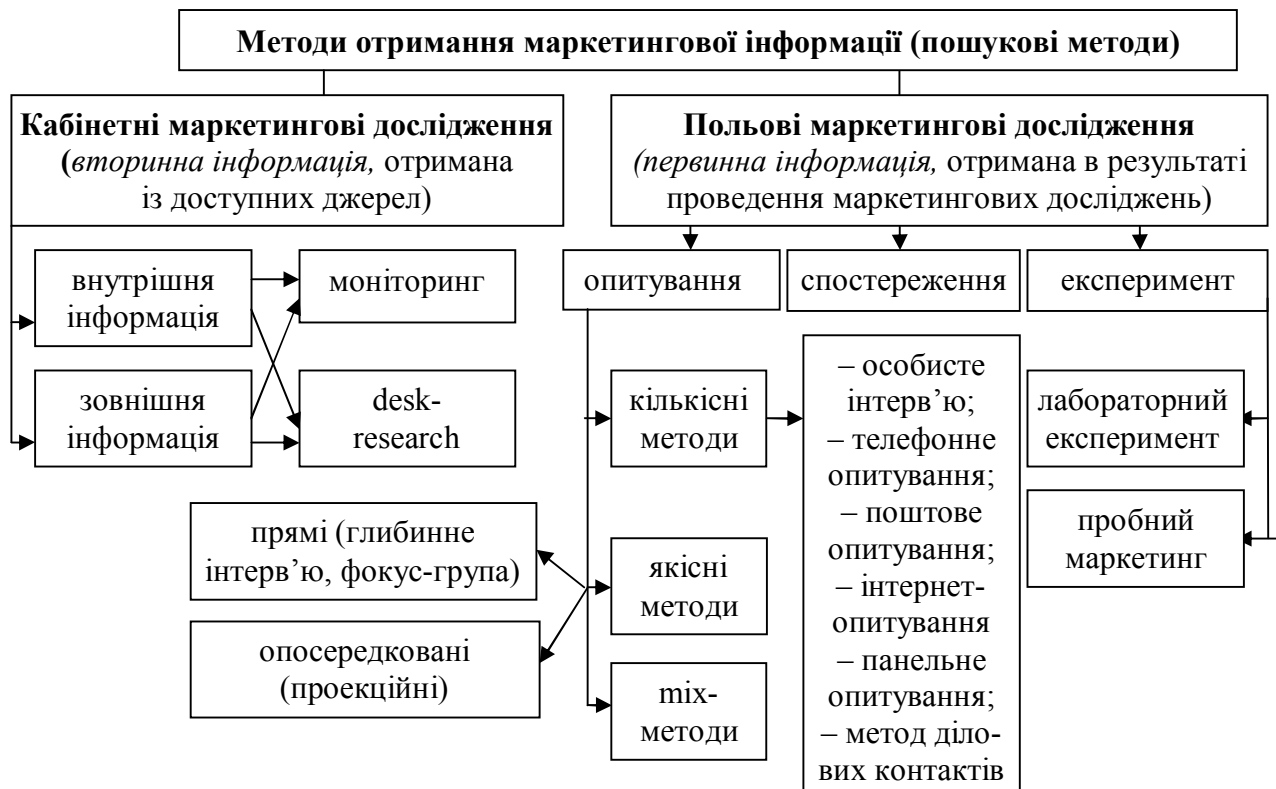 Методи отримання маркетингової інформації (пошукові методи)
Кабінетні маркетингові дослідження
(вторинна інформація, отримана
із доступних джерел)
Польові маркетингові дослідження
(первинна інформація, отримана в результаті
проведення маркетингових досліджень)
внутрішня
інформація
моніторинг
зовнішня
інформація
desk-
research
опитування
спостереження
експеримент
кількісні
методи
– особисте
інтерв’ю;
– телефонне
опитування;
– поштове
опитування;
– інтернет-
опитування
– панельне
опитування;
– метод діло-
вих контактів
лабораторний
експеримент
пробний
маркетинг
прямі (глибинне
інтерв’ю, фокус-група)
якісні
методи
опосередковані
(проекційні)
mix-
методи